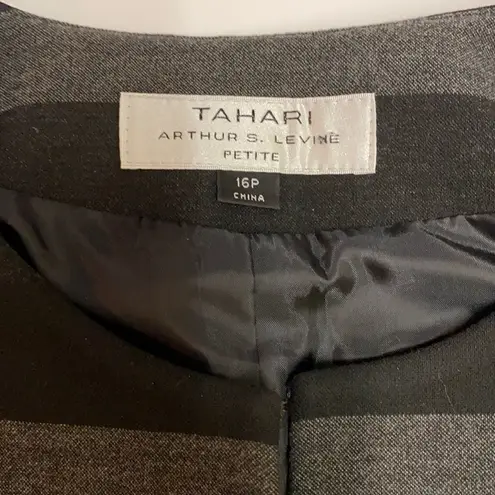 TAHARI
ARTHUR S. LEVINE
PETITE
16P
CHINA